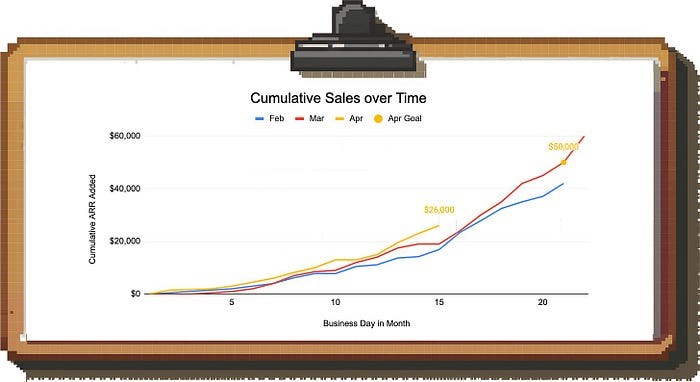 Cumulative Sales over Time
Feb Mar Apr Apr Goal
$60,000
$50,000
$40,000
$26,000
$20,000
$0
5 10 15 20
Cumulative ARR Added
Business Day in Month